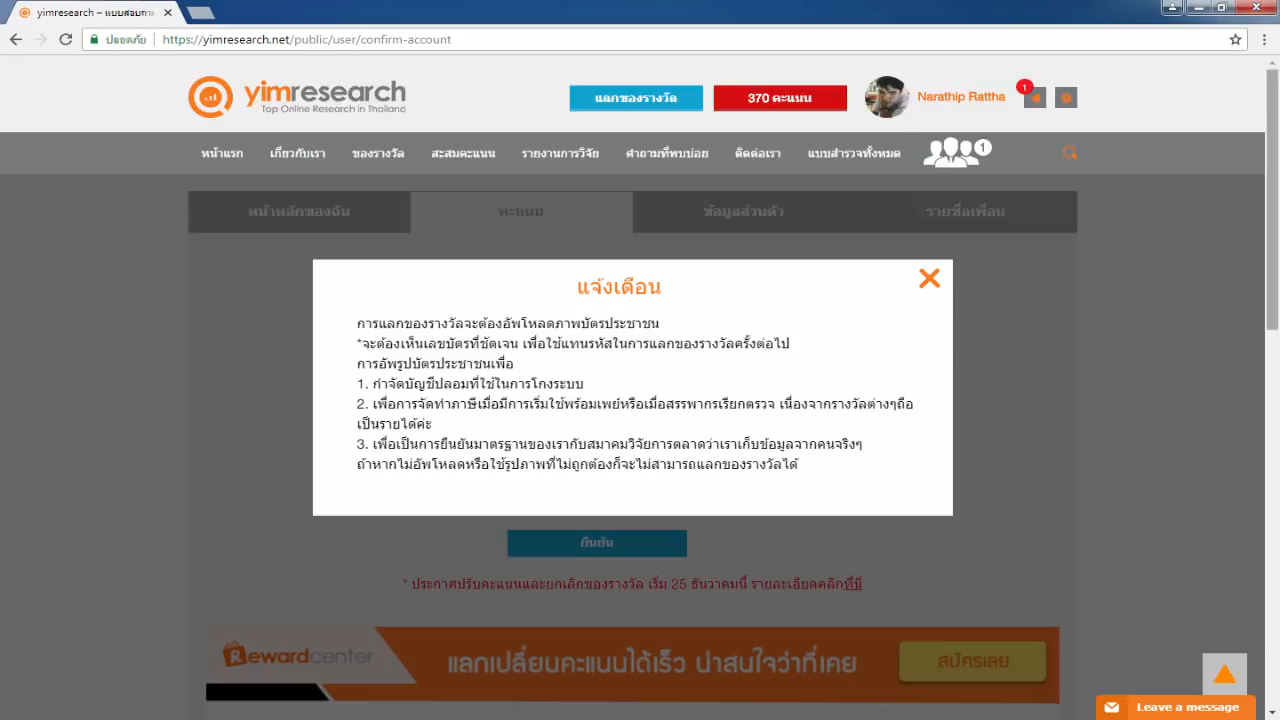 yimresearch – แบบสอบถา
ปลอดภัย
https://yimresearch.net/public/user/confirm-account
yimresearch
Top Online Research in Thailand
แลกของรางวัล
370 คะแนน
Narathip Rattha
1
หน้าแรก
เกี่ยวกับเรา
ของรางวัล
สะสมคะแนน
รายงานการวิจัย
คำถามที่พบบ่อย
ติดต่อเรา
แบบสำรวจทั้งหมด
1
หน้าหลักของฉัน
คะแนน
ข้อมูลส่วนตัว
รายชื่อเพื่อน
แจ้งเตือน
การแลกของรางวัลจะต้องอัพโหลดภาพบัตรประชาชน
*จะต้องเห็นเลขบัตรที่ชัดเจน เพื่อใช้แทนรหัสในการแลกของรางวัลครั้งต่อไป
การอัพรูปบัตรประชาชนเพื่อ
1. กำจัดบัญชีปลอมที่ใช้ในการโกงระบบ
2. เพื่อการจัดทำภาษีเมื่อมีการเริ่มใช้พร้อมเพย์หรือเมื่อสรรพากรเรียกตรวจ เนื่องจากรางวัลต่างๆถือ
เป็นรายได้ค่ะ
3. เพื่อเป็นการยืนยันมาตรฐานของเรากับสมาคมวิจัยการตลาดว่าเราเก็บข้อมูลจากคนจริงๆ
ถ้าหากไม่อัพโหลดหรือใช้รูปภาพที่ไม่ถูกต้องก็จะไม่สามารถแลกของรางวัลได้
ยืนยัน
* ประกาศปรับคะแนนและยกเลิกของรางวัล เริ่ม 25 ธันวาคมนี้ รายละเอียดคลิกที่นี่
Rewardcenter
แลกเปลี่ยนคะแนนได้เร็ว น่าสนใจว่าที่เคย
สมัครเลย
Leave a message